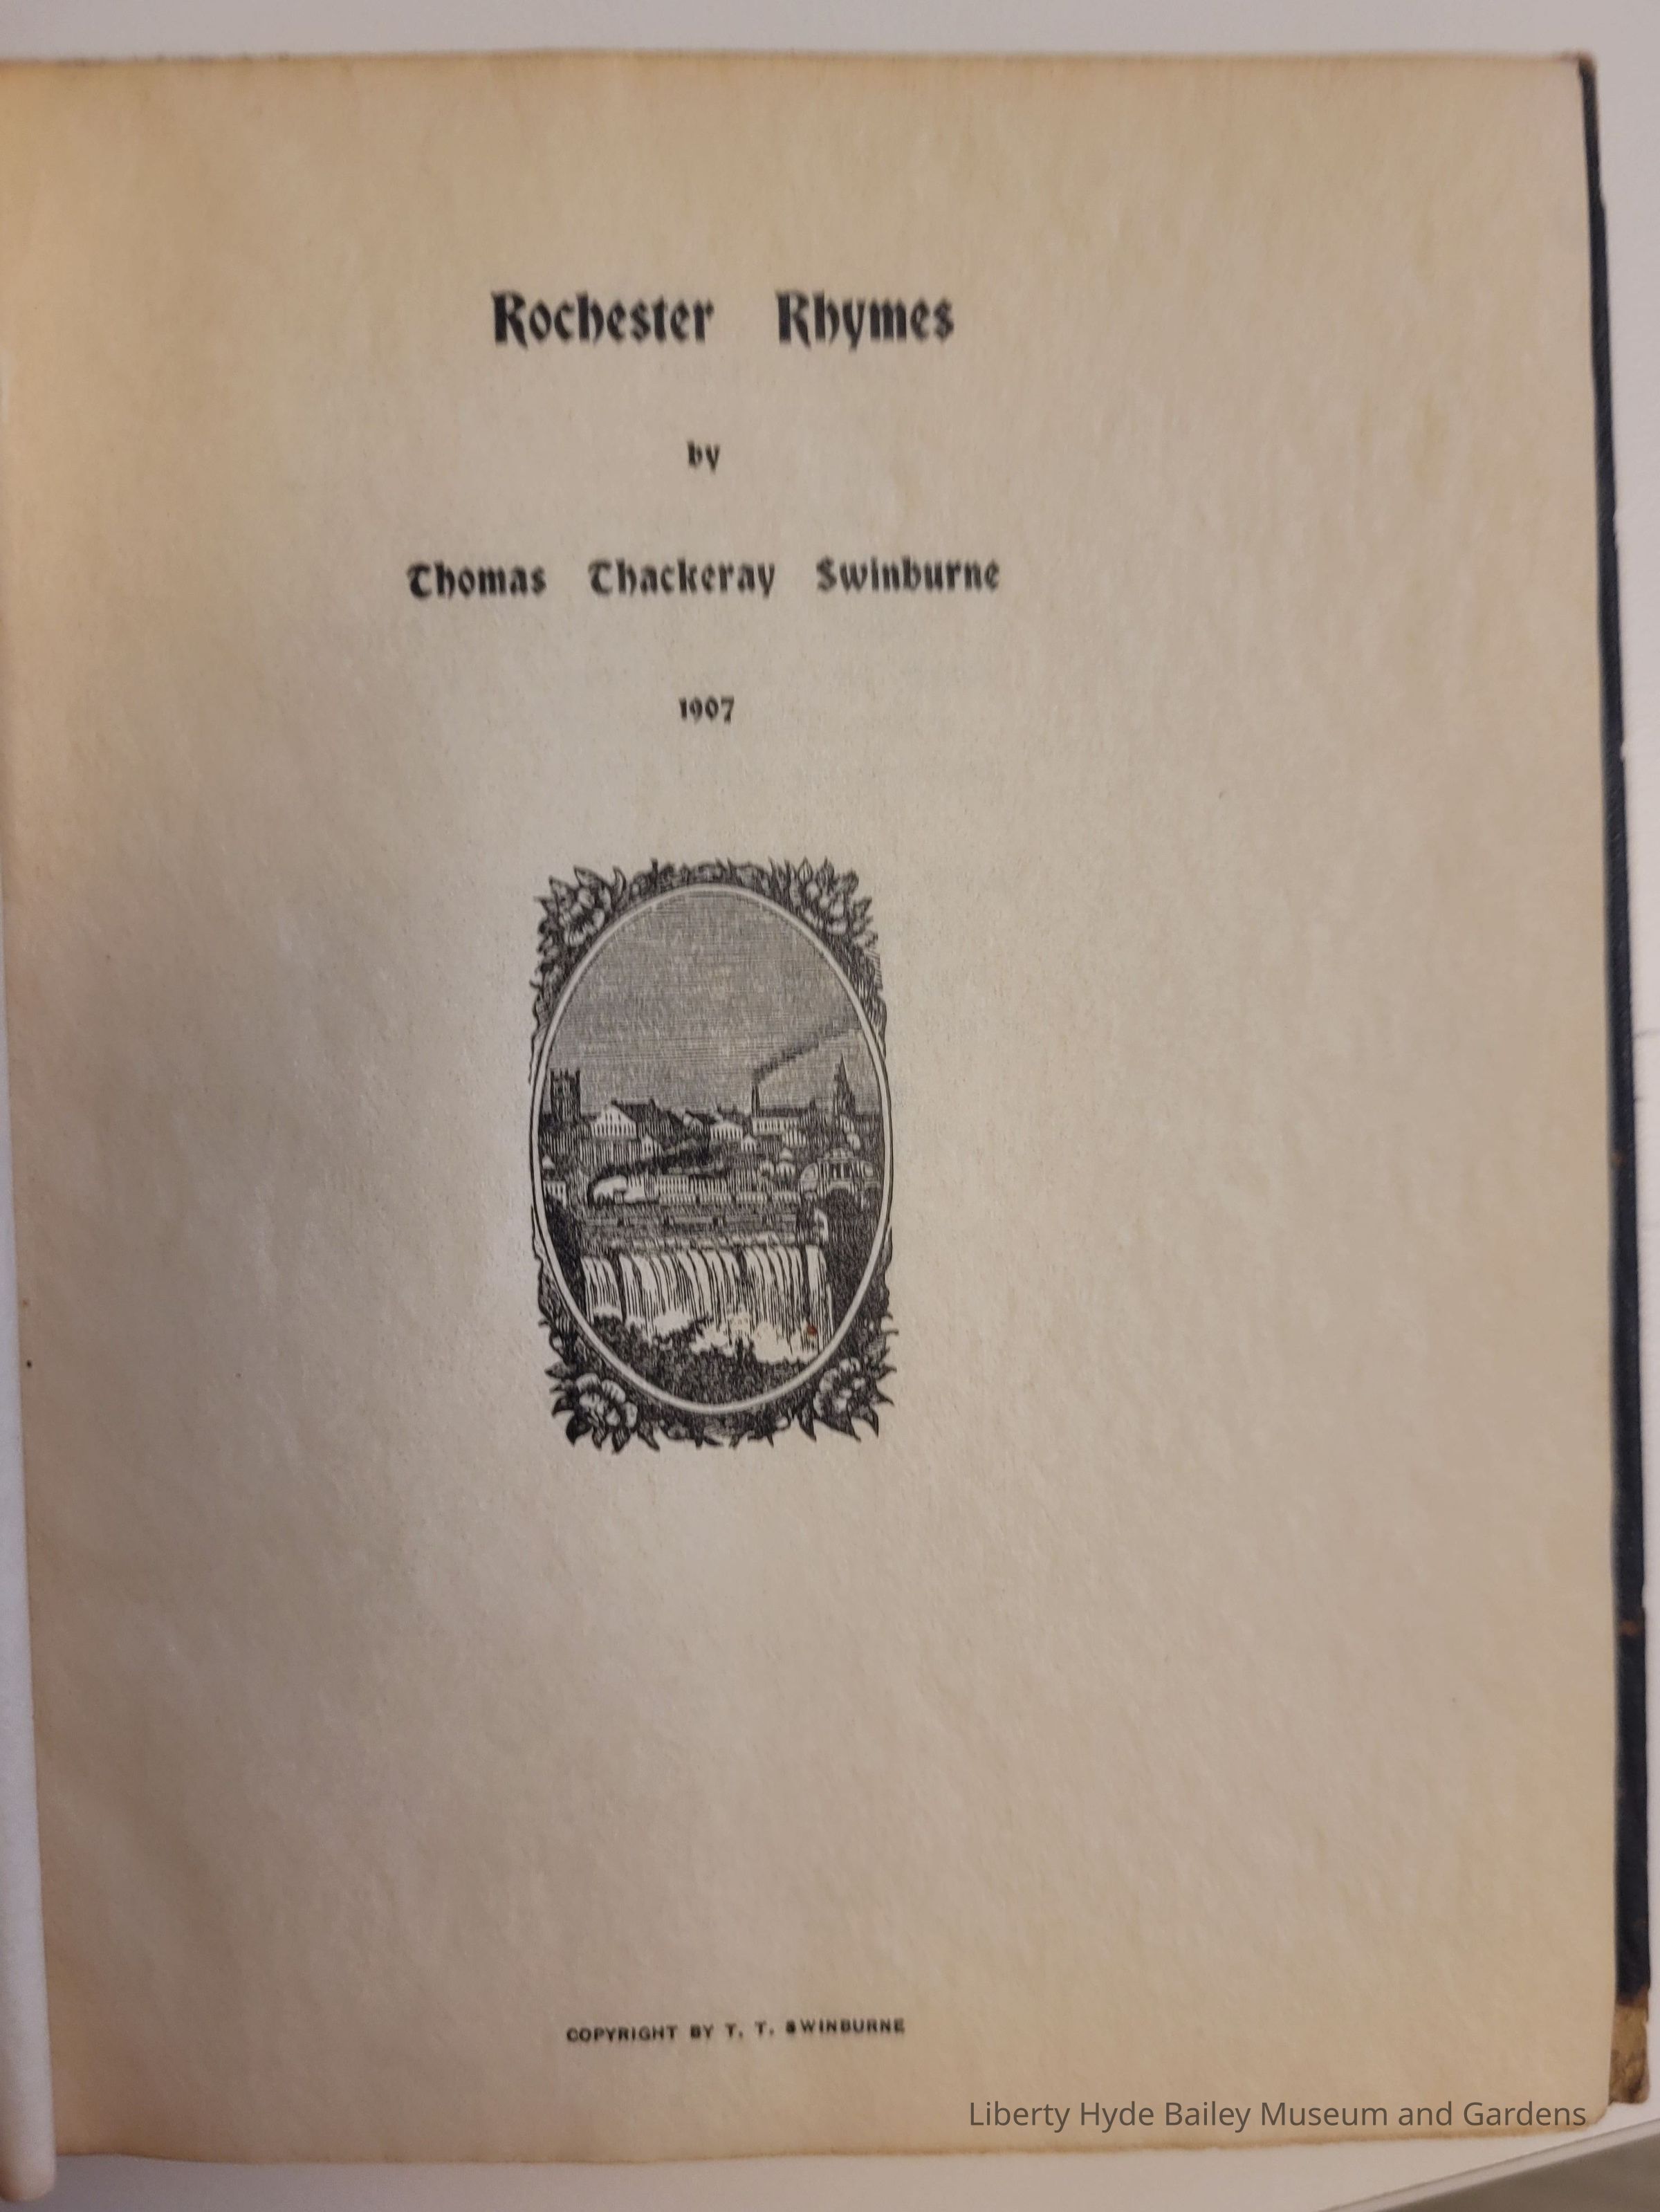 Rochester Rhymes
by
Thomas Thackeray Swinburne
1907
COPYRIGHT BY T. T. SWINBURNE
Liberty Hyde Bailey Museum and Gardens